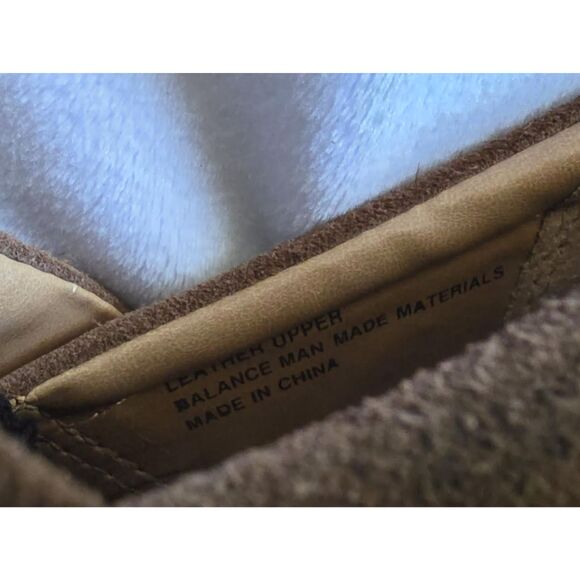 LEATHER UPPER
BALANCE MAN MADE MATERIALS
MADE IN CHINA